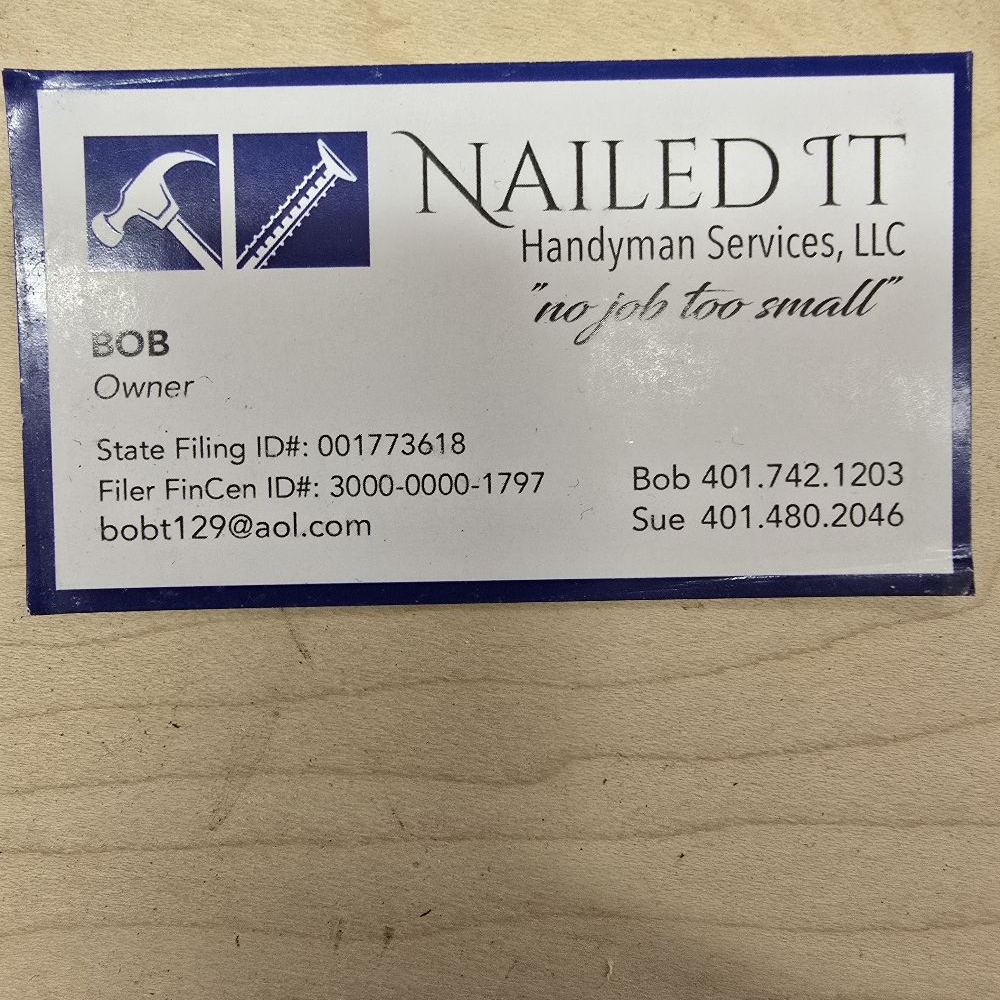 NAILED IT
Handyman Services, LLC
"no job too small"
BOB
Owner
State Filing ID#: 001773618
Filer FinCen ID#: 3000-0000-1797
bobt129@aol.com
Bob 401.742.1203
Sue 401.480.2046